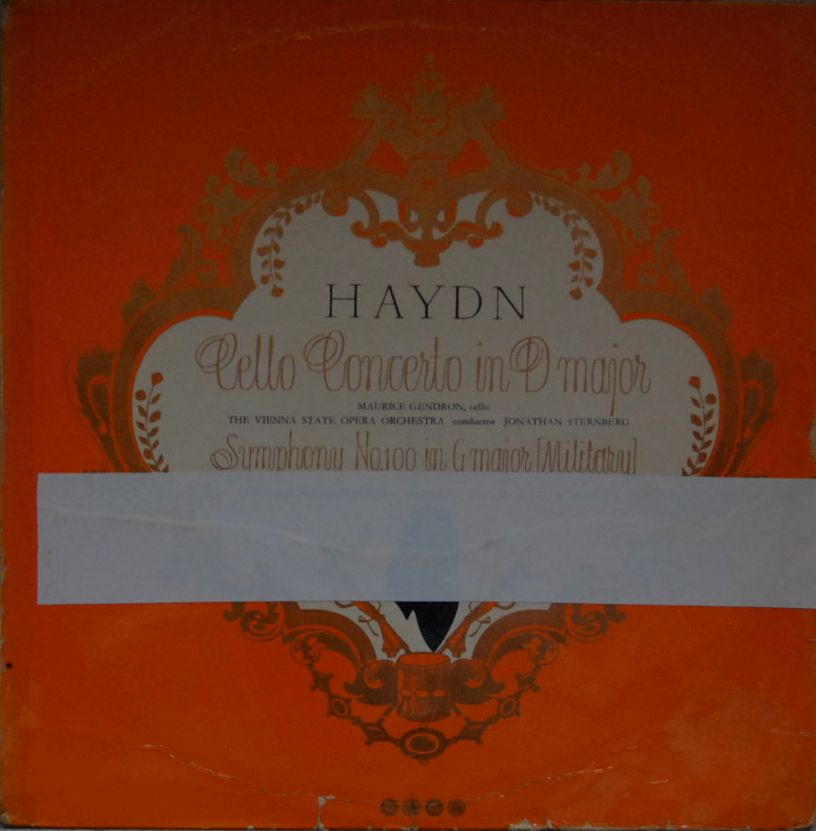 HAYDN
Cello Concerto in D major
MAURICE GENDRON, cello
THE VIENNA STATE OPERA ORCHESTRA conductor JONATHAN STERNBERG
Symphony No.100 in G major [Military]